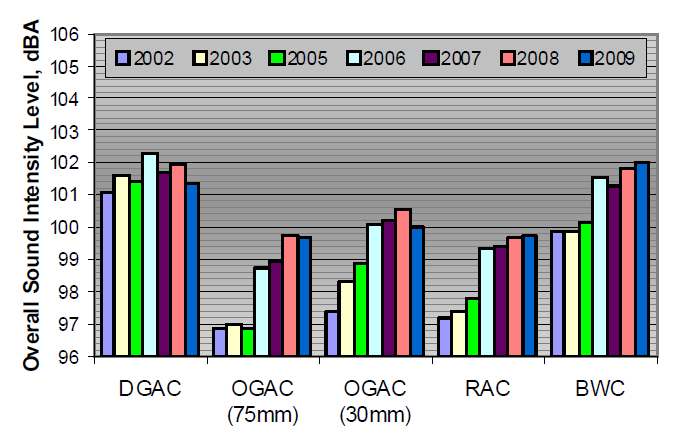 Overall Sound Intensity Level, dBA
106
105
104
103
102
101
100
99
98
97
96
2002 2003 2005 2006 2007 2008 2009
DGAC OGAC OGAC RAC BWC
(75mm) (30mm)